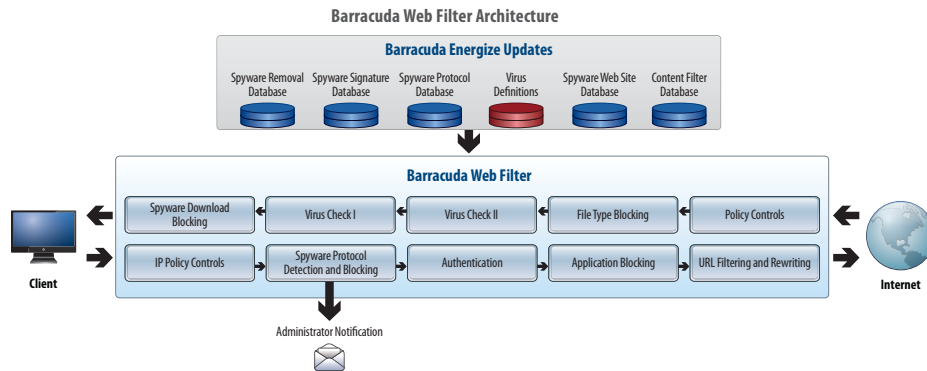 Barracuda Web Filter Architecture
Barracuda Energize Updates
Spyware Removal
Database
Spyware Signature
Database
Spyware Protocol
Database
Virus
Definitions
Spyware Web Site
Database
Content Filter
Database
Barracuda Web Filter
Spyware Download
Blocking
Virus Check I
Virus Check II
File Type Blocking
Policy Controls
IP Policy Controls
Spyware Protocol
Detection and Blocking
Authentication
Application Blocking
URL Filtering and Rewriting
Client
Internet
Administrator Notification